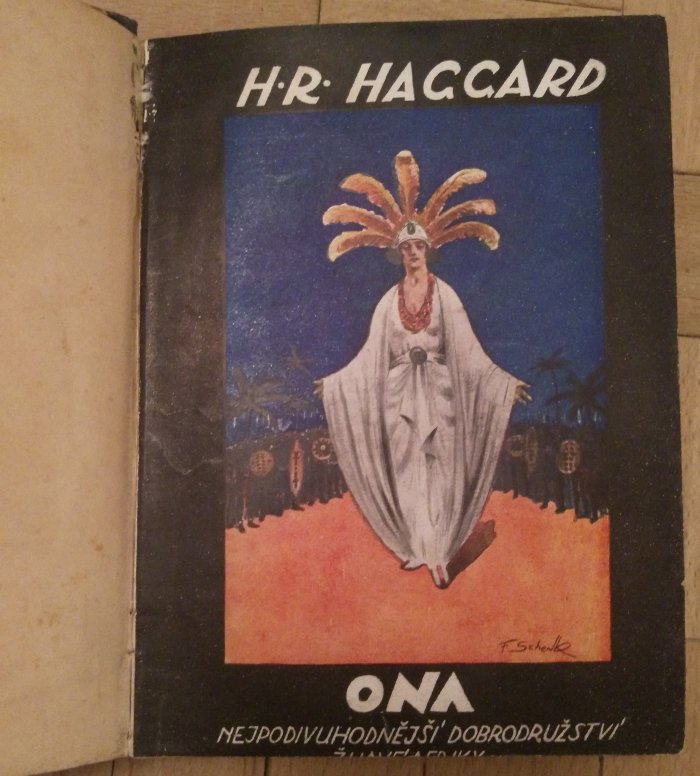 H·R· HAGGARD
F. Schenk
ONA
NEJPODIVUHODNĚJŠÍ DOBRODRUŽSTVÍ